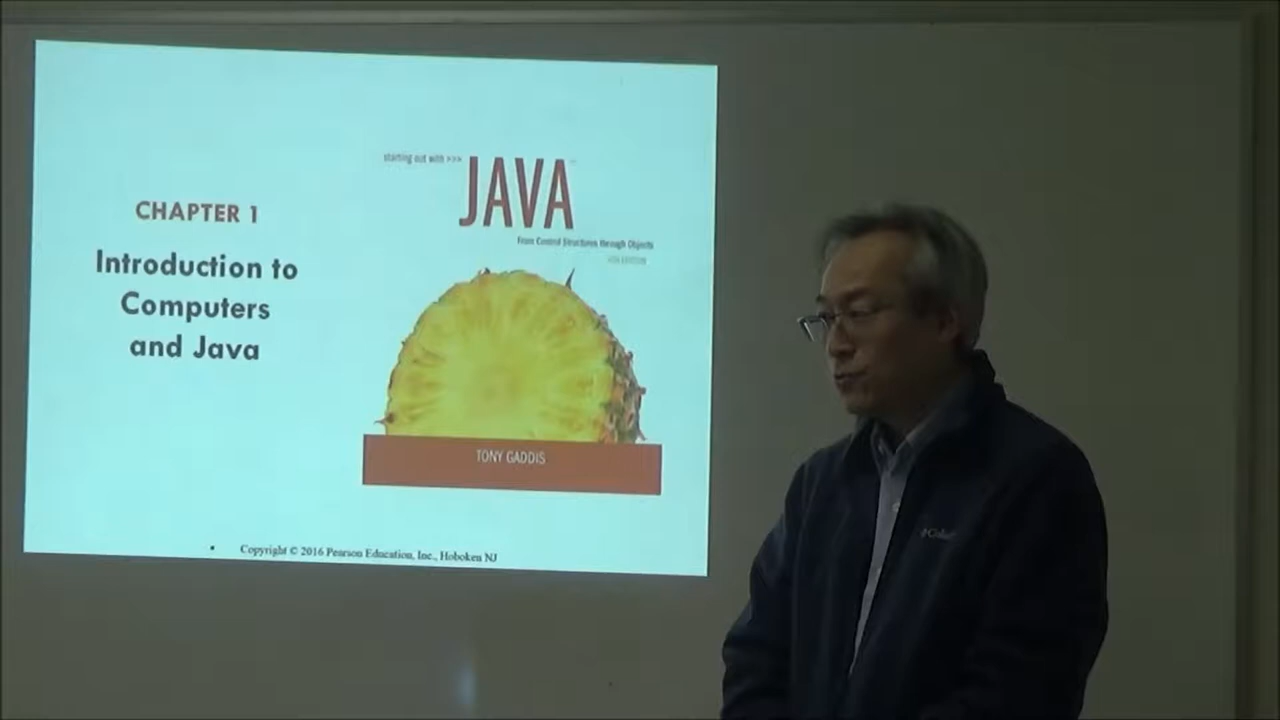 CHAPTER 1
Introduction to
Computers
and Java
starting out with >>>
JAVA
From Control Structures through Objects
TONY GADDIS
• Copyright © 2016 Pearson Education, Inc., Hoboken NJ
Columbia